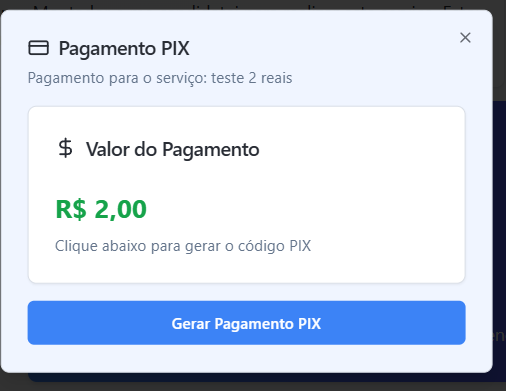 Pagamento PIX
Pagamento para o serviço: teste 2 reais
Valor do Pagamento
R$ 2,00
Clique abaixo para gerar o código PIX
Gerar Pagamento PIX